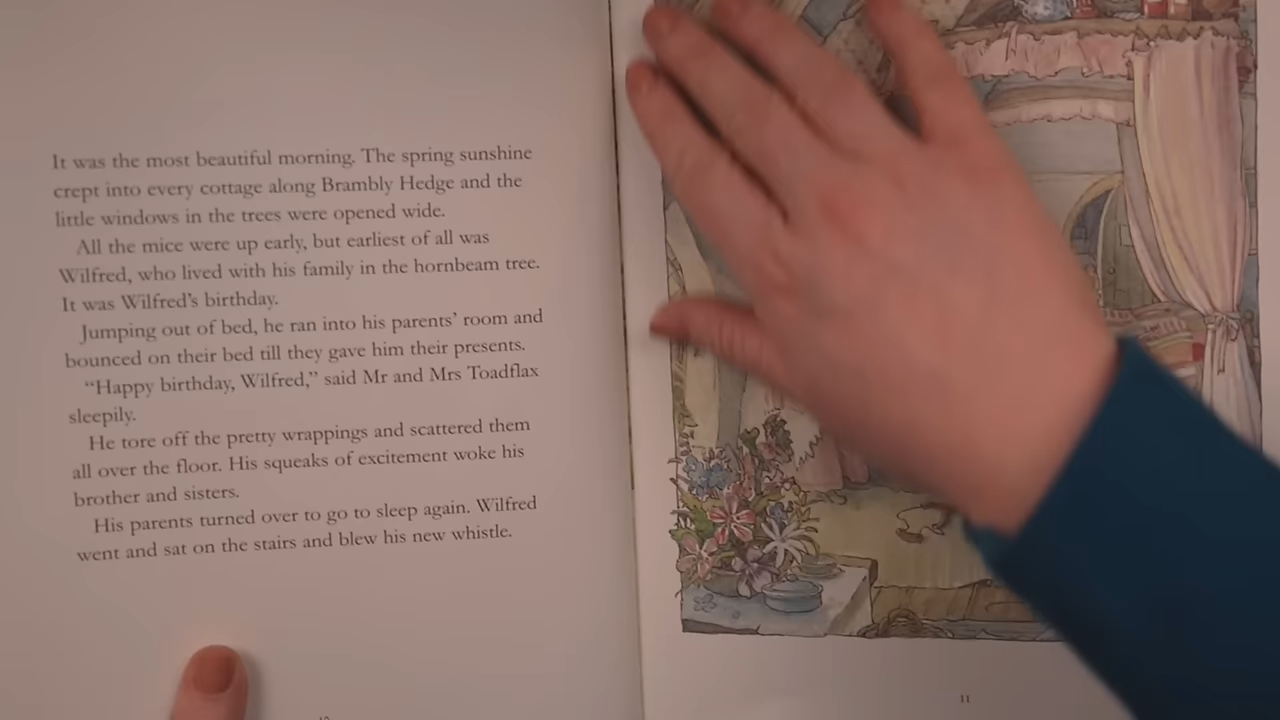 It was the most beautiful morning. The spring sunshine
crept into every cottage along Brambly Hedge and the
little windows in the trees were opened wide.
All the mice were up early, but earliest of all was
Wilfred, who lived with his family in the hornbeam tree.
It was Wilfred’s birthday.
Jumping out of bed, he ran into his parents’ room and
bounced on their bed till they gave him their presents.
“Happy birthday, Wilfred,” said Mr and Mrs Toadflax
sleepily.
He tore off the pretty wrappings and scattered them
all over the floor. His squeaks of excitement woke his
brother and sisters.
His parents turned over to go to sleep again. Wilfred
went and sat on the stairs and blew his new whistle.
11